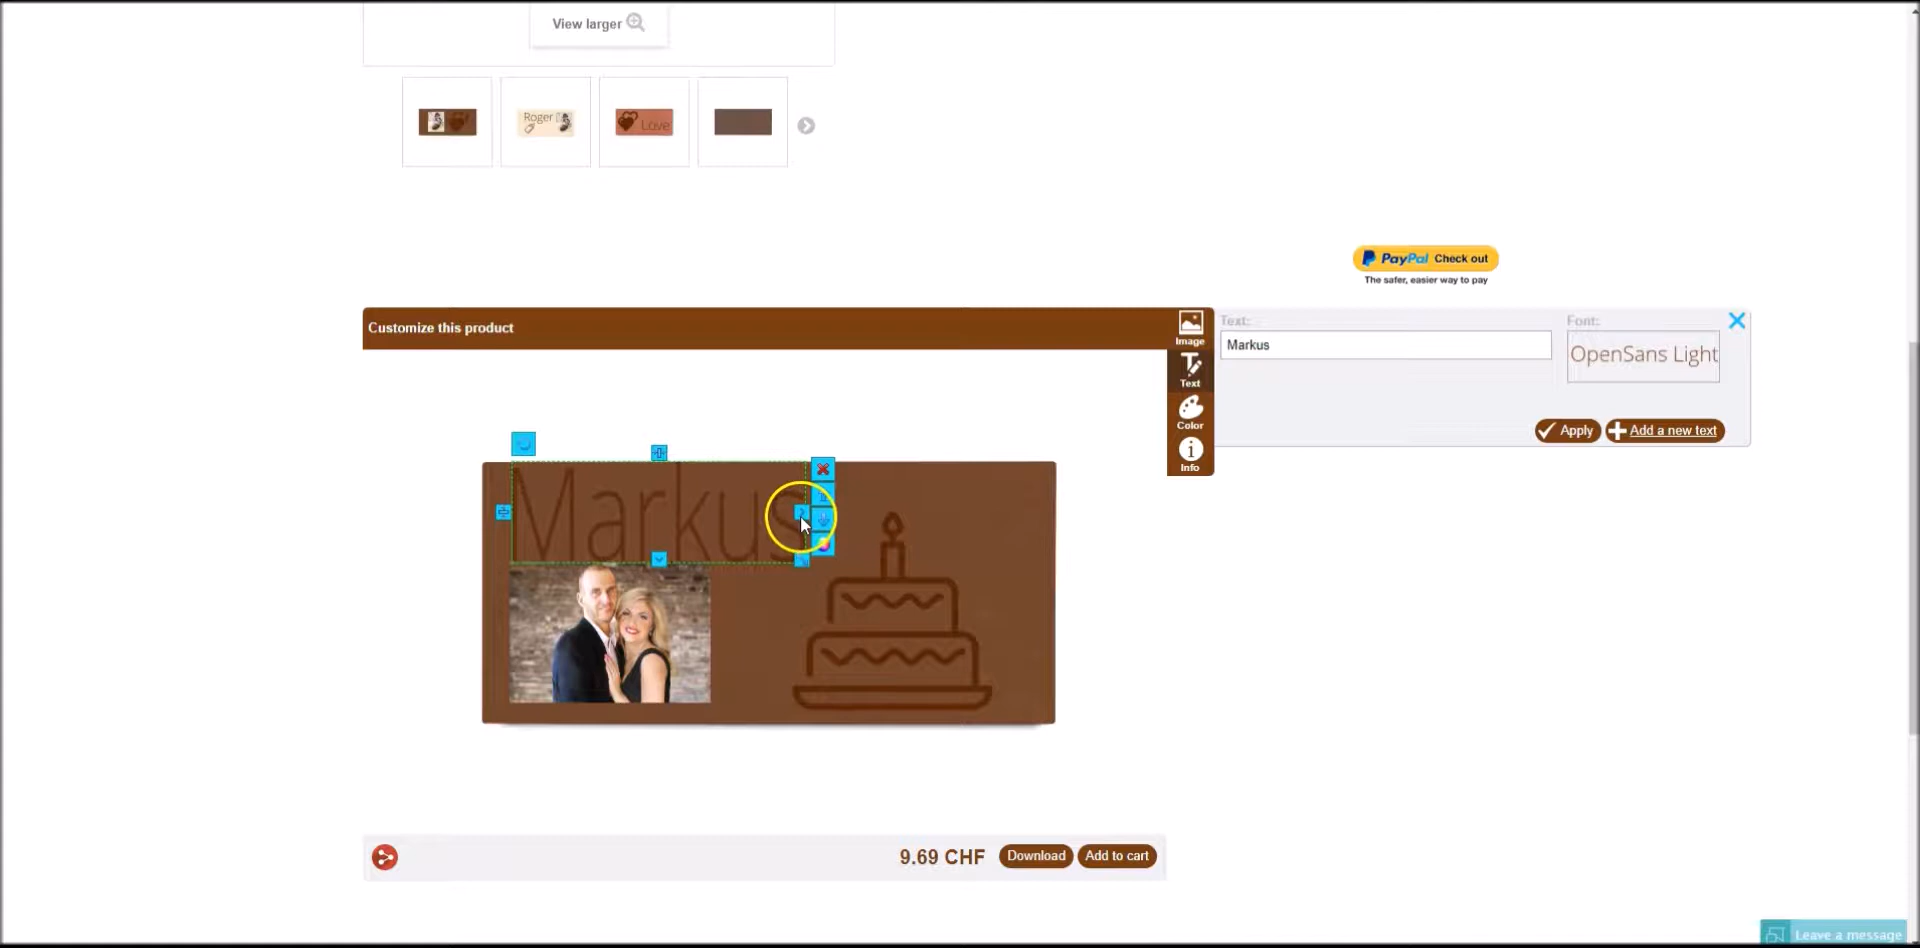 View larger
Roger
Love
PayPal Check out
The safer, easier way to pay
Customize this product
Image
Text
Color
Info
Text:
Markus
Font:
OpenSans Light
Apply
Add a new text
Markus
9.69 CHF
Download
Add to cart
Leave a message